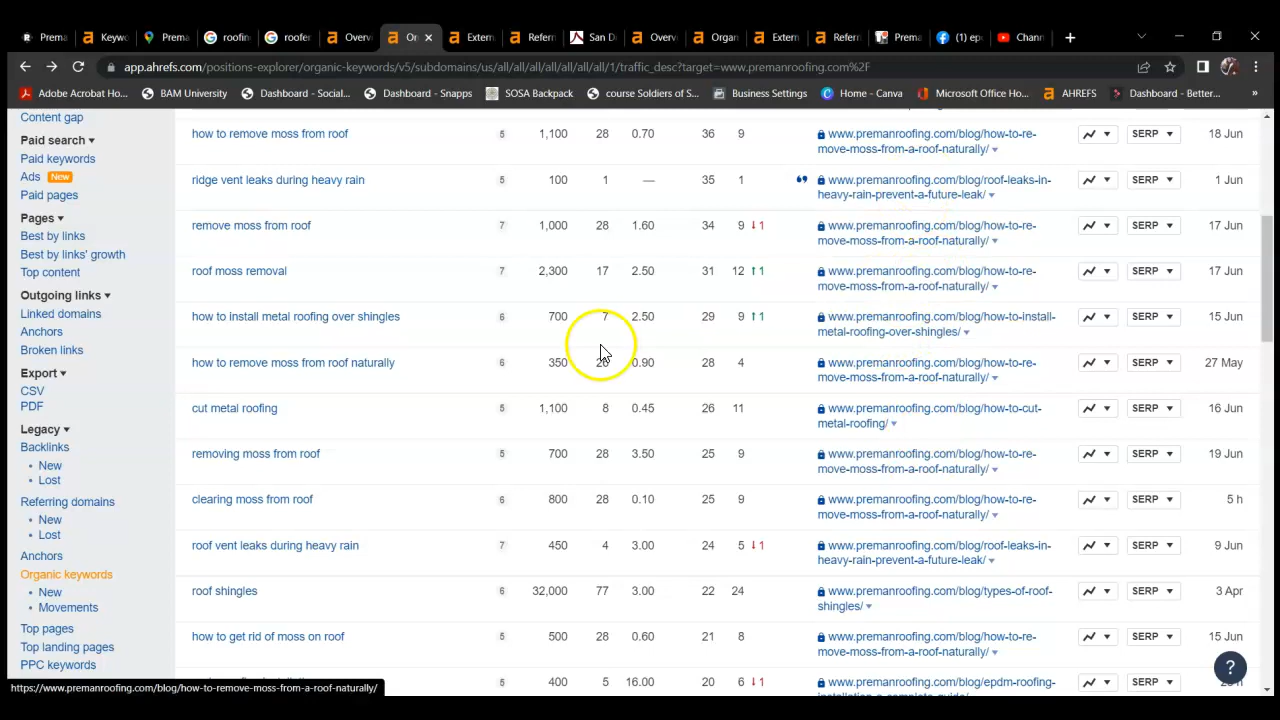 Prema
Keywo
Prema
roofin
roofer
Overv
Or
Extern
Referr
San D
Overv
Organ
Extern
Referr
Prema
(1) ep
Chann
app.ahrefs.com/positions-explorer/organic-keywords/v5/subdomains/us/all/all/all/all/all/all/1/traffic_desc?target=www.premanroofing.com%2F
Adobe Acrobat Ho...
BAM University
Dashboard - Social...
Dashboard - Snapps
SOSA Backpack
course Soldiers of S...
Business Settings
Home - Canva
Microsoft Office Ho...
AHREFS
Dashboard - Better...
»
Content gap
Paid search
Paid keywords
Ads New
Paid pages
Pages
Best by links
Best by links' growth
Top content
Outgoing links
Linked domains
Anchors
Broken links
Export
CSV
PDF
Legacy
Backlinks
New
Lost
Referring domains
New
Lost
Anchors
Organic keywords
New
Movements
Top pages
Top landing pages
PPC keywords
how to remove moss from roof 5 1,100 28 0.70 36 9 www.premanroofing.com/blog/how-to-re- SERP 18 Jun
move-moss-from-a-roof-naturally/
ridge vent leaks during heavy rain 5 100 1 — 35 1 www.premanroofing.com/blog/roof-leaks-in- SERP 1 Jun
heavy-rain-prevent-a-future-leak/
remove moss from roof 7 1,000 28 1.60 34 9 ↓1 www.premanroofing.com/blog/how-to-re- SERP 17 Jun
move-moss-from-a-roof-naturally/
roof moss removal 7 2,300 17 2.50 31 12 ↑1 www.premanroofing.com/blog/how-to-re- SERP 17 Jun
move-moss-from-a-roof-naturally/
how to install metal roofing over shingles 6 700 7 2.50 29 9 ↑1 www.premanroofing.com/blog/how-to-install- SERP 15 Jun
metal-roofing-over-shingles/
how to remove moss from roof naturally 6 350 0.90 28 4 www.premanroofing.com/blog/how-to-re- SERP 27 May
move-moss-from-a-roof-naturally/
cut metal roofing 5 1,100 8 0.45 26 11 www.premanroofing.com/blog/how-to-cut- SERP 16 Jun
metal-roofing/
removing moss from roof 5 700 28 3.50 25 9 www.premanroofing.com/blog/how-to-re- SERP 19 Jun
move-moss-from-a-roof-naturally/
clearing moss from roof 6 800 28 0.10 25 9 www.premanroofing.com/blog/how-to-re- SERP 5 h
move-moss-from-a-roof-naturally/
roof vent leaks during heavy rain 7 450 4 3.00 24 5 ↓1 www.premanroofing.com/blog/roof-leaks-in- SERP 9 Jun
heavy-rain-prevent-a-future-leak/
roof shingles 6 32,000 77 3.00 22 24 www.premanroofing.com/blog/types-of-roof- SERP 3 Apr
shingles/
how to get rid of moss on roof 5 500 28 0.60 21 8 www.premanroofing.com/blog/how-to-re- SERP 15 Jun
move-moss-from-a-roof-naturally/
5 400 5 16.00 20 6 ↓1 www.premanroofing.com/blog/epdm-roofing- SERP
?
https://www.premanroofing.com/blog/how-to-remove-moss-from-a-roof-naturally/